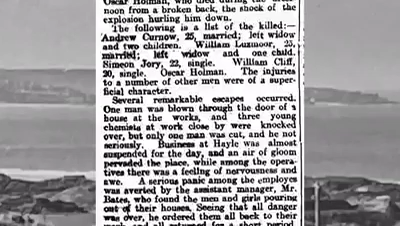 Oscar Holman, who died during the after-
noon from a broken back, the shock of the
explosion hurling him down.
The following is a list of the killed:—
Andrew Curnow, 25, married; left widow
and two children. William Luzmoor, 23,
married; left widow and one child.
Simeon Jory, 22, single. William Cliff,
20, single. Oscar Holman. The injuries
to a number of other men were of a super-
ficial character.
Several remarkable escapes occurred.
One man was blown through the door of a
house at the works, and three young
chemists at work close by were knocked
over, but only one man was cut, and he not
seriously. Business at Hayle was almost
suspended for the day, and an air of gloom
pervaded the place, while among the opera-
tives there was a feeling of nervousness and
awe. A serious panic among the employes
was averted by the assistant manager, Mr.
Bates, who found the men and girls pouring
out of their houses. Seeing that all danger
was over, he ordered them all back to their
work, and all returned for a short period